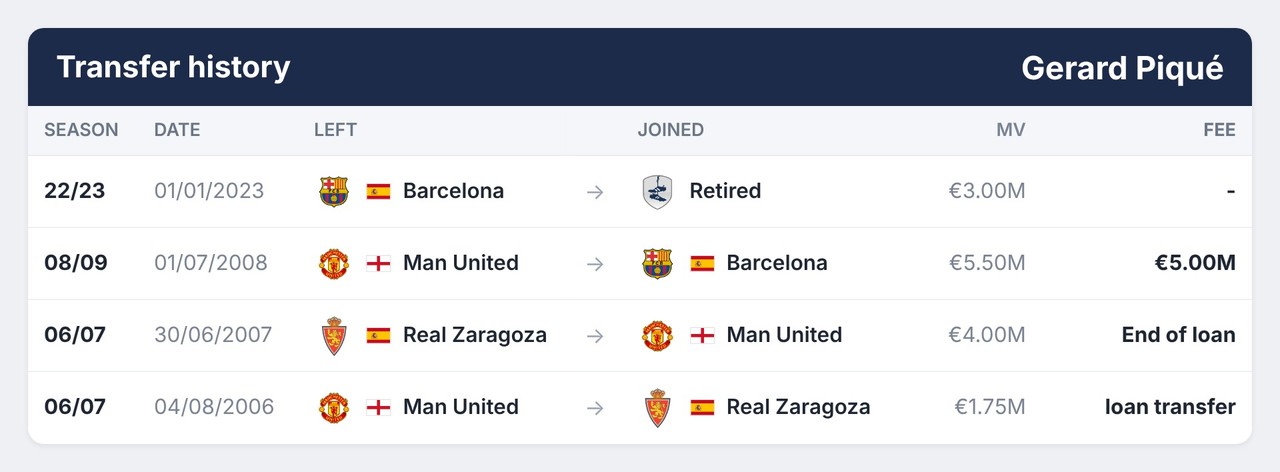 Transfer history Gerard Piqué
SEASON DATE LEFT JOINED MV FEE
22/23 01/01/2023 Barcelona → Retired €3.00M -
08/09 01/07/2008 Man United → Barcelona €5.50M €5.00M
06/07 30/06/2007 Real Zaragoza → Man United €4.00M End of loan
06/07 04/08/2006 Man United → Real Zaragoza €1.75M loan transfer